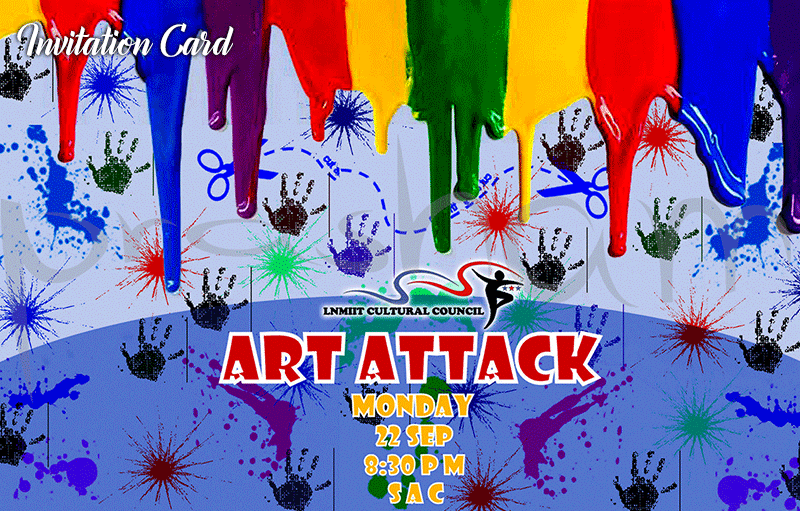 Invitation Card
LNMIIT CULTURAL COUNCIL
ART ATTACK
MONDAY
22 SEP
8:30 P M
S A C